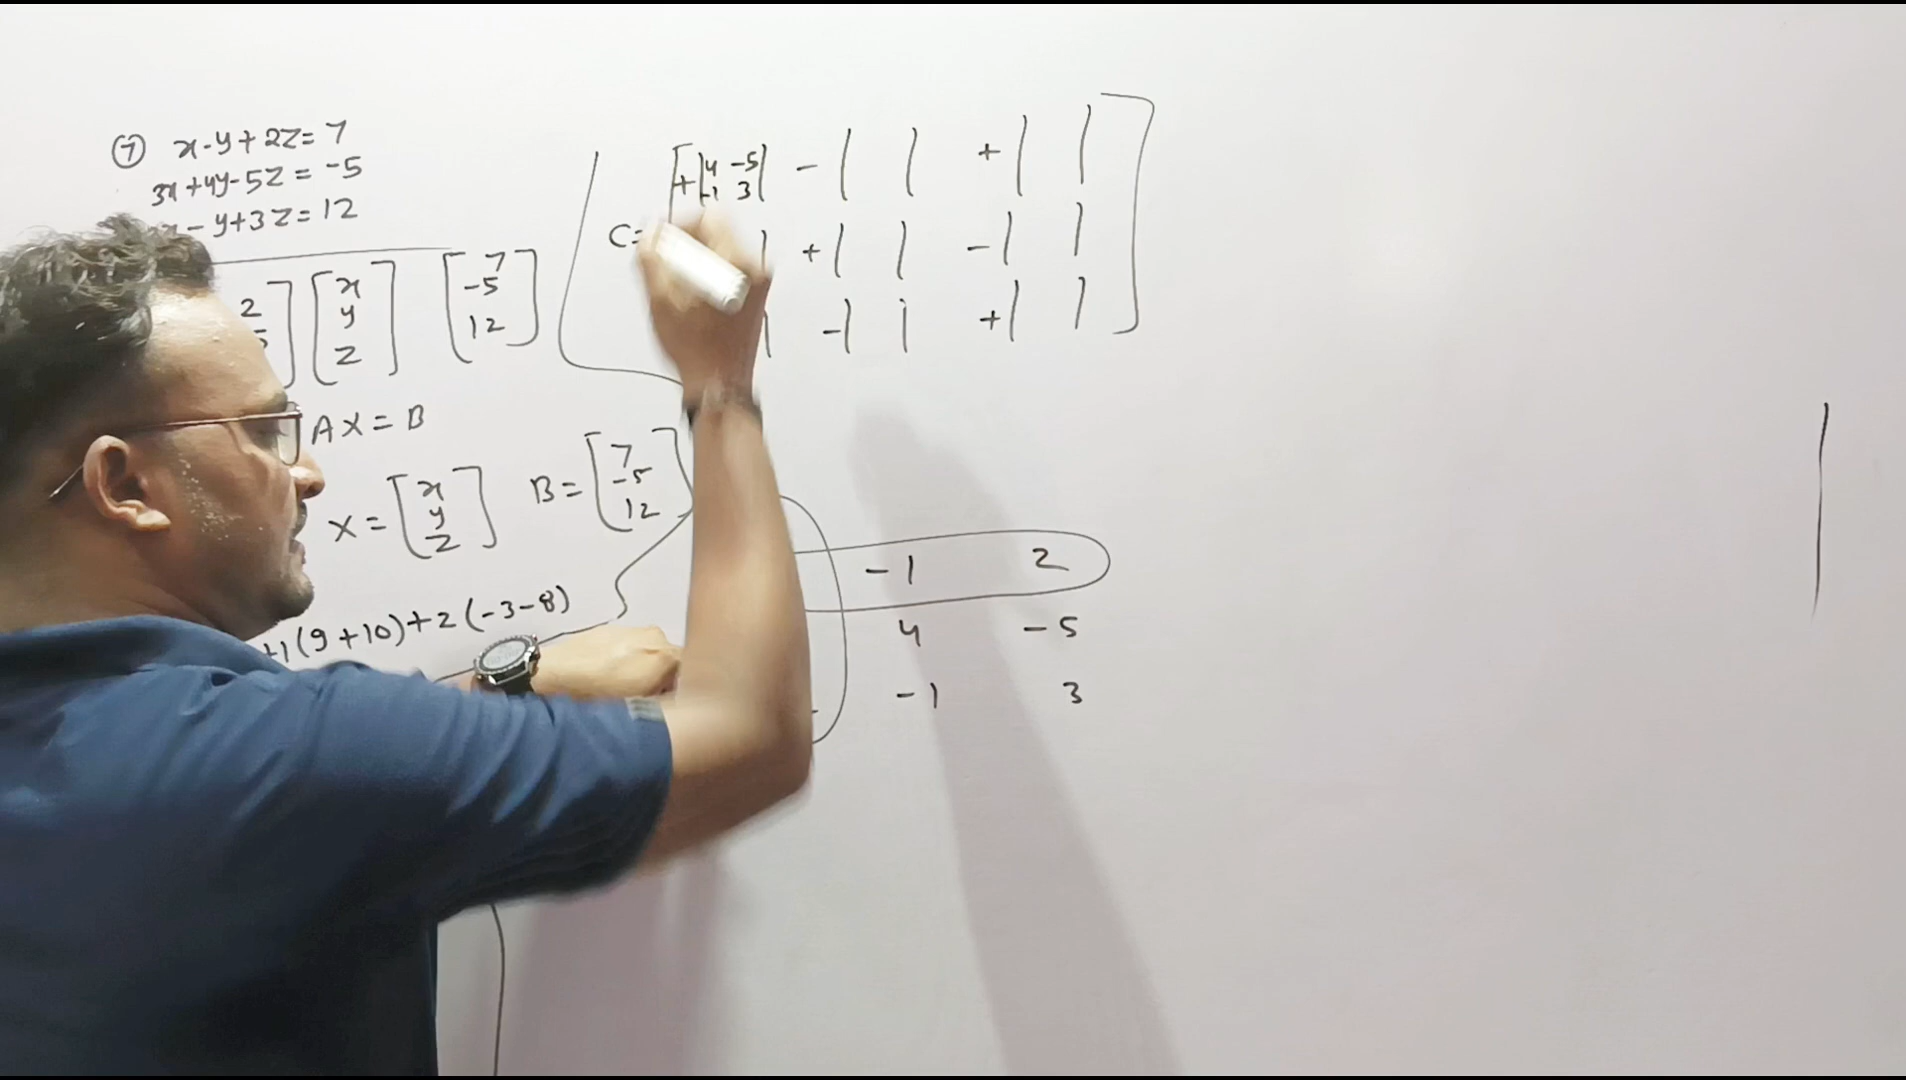 ⑦ x-y+2z=7
3x+4y-5z=-5
x-y+3z=12
2
[x y z] [7 -5 12]
AX=B
X=[x y z] B=[7 -5 12]
+1(9+10)+2(-3-8)
C=
[+|4 -5| -| | +| |
-1 3
| +| | -| |
| -| | +| |]
-1 2
4 -5
-1 3